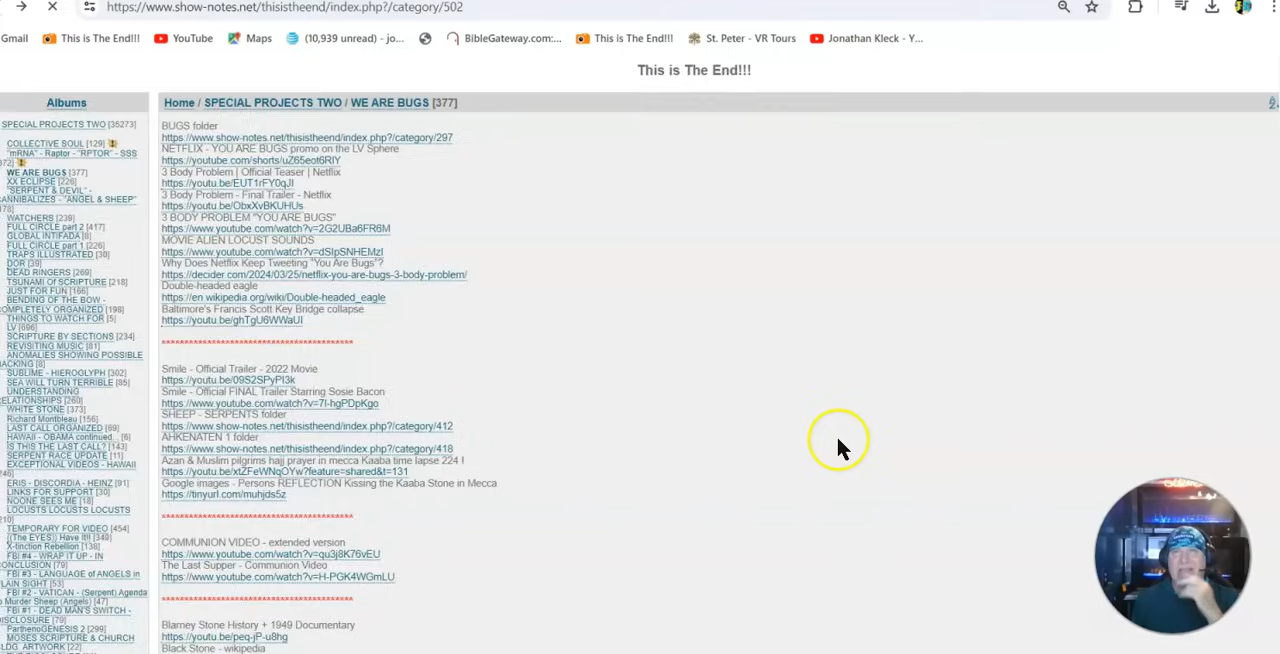 https://www.show-notes.net/thisistheend/index.php?/category/502
Gmail
This is The End!!!
YouTube
Maps
(10,939 unread) - jo...
BibleGateway.com:...
This is The End!!!
St. Peter - VR Tours
Jonathan Kleck - Y...
This is The End!!!
Albums
SPECIAL PROJECTS TWO [35273]
COLLECTIVE SOUL [129]
"mRNA" - Raptor - "RPTOR" - SSS
372]
WE ARE BUGS [377]
XX ECLIPSE [226]
"SERPENT & DEVIL" -
CANNIBALIZES - "ANGEL & SHEEP"
178]
WATCHERS [239]
FULL CIRCLE part 2 [417]
GLOBAL INTIFADA [8]
FULL CIRCLE part 1 [226]
TRAPS ILLUSTRATED [30]
DOR [39]
DEAD RINGERS [269]
TSUNAMI of SCRIPTURE [218]
JUST FOR FUN [166]
BENDING OF THE BOW -
COMPLETELY ORGANIZED [198]
THINGS TO WATCH FOR [5]
LV [696]
SCRIPTURE BY SECTIONS [234]
REVISITING MUSIC [81]
ANOMALIES SHOWING POSSIBLE
HACKING [8]
SUBLIME - HIEROGLYPH [302]
SEA WILL TURN TERRIBLE [85]
UNDERSTANDING
RELATIONSHIPS [260]
WHITE STONE [373]
Richard Montbleau [156]
LAST CALL ORGANIZED [69]
HAWAII - OBAMA continued... [6]
IS THIS THE LAST CALL? [143]
SERPENT RACE UPDATE [11]
EXCEPTIONAL VIDEOS - HAWAII
246]
ERIS - DISCORDIA - HEINZ [91]
LINKS FOR SUPPORT [30]
NOONE SEES ME [18]
LOCUSTS LOCUSTS LOCUSTS
210]
TEMPORARY FOR VIDEO [454]
((The EYES)) Have It!!! [349]
X-tinction Rebellion [138]
FBI #4 - WRAP IT UP - IN
CONCLUSION [79]
FBI #3 - LANGUAGE of ANGELS in
PLAIN SIGHT [53]
FBI #2 - VATICAN - (Serpent) Agenda
o Murder Sheep (Angels) [47]
FBI #1 - DEAD MAN'S SWITCH -
DISCLOSURE [79]
ParthenoGENESIS 2 [299]
MOSES SCRIPTURE & CHURCH
BLDG. ARTWORK [22]
Home / SPECIAL PROJECTS TWO / WE ARE BUGS [377]
BUGS folder
https://www.show-notes.net/thisistheend/index.php?/category/297
NETFLIX - YOU ARE BUGS promo on the LV Sphere
https://youtube.com/shorts/uZ65eot6RlY
3 Body Problem | Official Teaser | Netflix
https://youtu.be/EUT1rFY0qJI
3 Body Problem - Final Trailer - Netflix
https://youtu.be/ObxXvBKUHUs
3 BODY PROBLEM "YOU ARE BUGS"
https://www.youtube.com/watch?v=2G2UBa6FR6M
MOVIE ALIEN LOCUST SOUNDS
https://www.youtube.com/watch?v=dSIpSNHEMzI
Why Does Netflix Keep Tweeting "You Are Bugs"?
https://decider.com/2024/03/25/netflix-you-are-bugs-3-body-problem/
Double-headed eagle
https://en.wikipedia.org/wiki/Double-headed_eagle
Baltimore's Francis Scott Key Bridge collapse
https://youtu.be/ghTgU6WWaUI
*******************************************
Smile - Official Trailer - 2022 Movie
https://youtu.be/09S2SPyPI3k
Smile - Official FINAL Trailer Starring Sosie Bacon
https://www.youtube.com/watch?v=7l-hgPDpKgo
SHEEP - SERPENTS folder
https://www.show-notes.net/thisistheend/index.php?/category/412
AHKENATEN 1 folder
https://www.show-notes.net/thisistheend/index.php?/category/418
Azan & Muslim pilgrims hajj prayer in mecca Kaaba time lapse 224 !
https://youtu.be/xtZFeWNqOYw?feature=shared&t=131
Google images - Persons REFLECTION Kissing the Kaaba Stone in Mecca
https://tinyurl.com/muhjds5z
*******************************************
COMMUNION VIDEO - extended version
https://www.youtube.com/watch?v=qu3j8K76vEU
The Last Supper - Communion Video
https://www.youtube.com/watch?v=H-PGK4WGmLU
*******************************************
Blarney Stone History + 1949 Documentary
https://youtu.be/peq-jP-u8hg
Black Stone - wikipedia